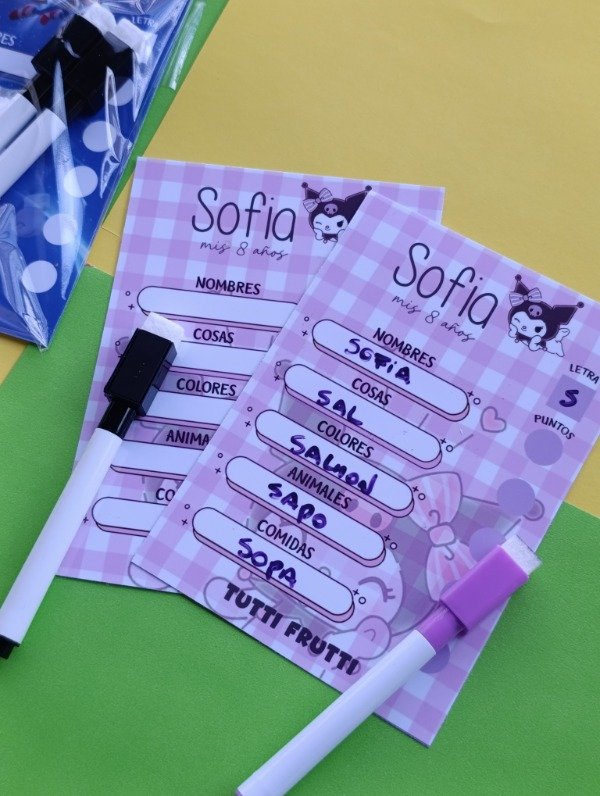 LETRA
Sofia
mis 8 años
NOMBRES
COSAS
COLORES
Sofia
mis 8 años
LETRA
S
PUNTOS
NOMBRES
SOFIA
COSAS
SAL
COLORES
SALMON
ANIMALES
SAPO
COMIDAS
SOPA
TUTTI FRUTTI